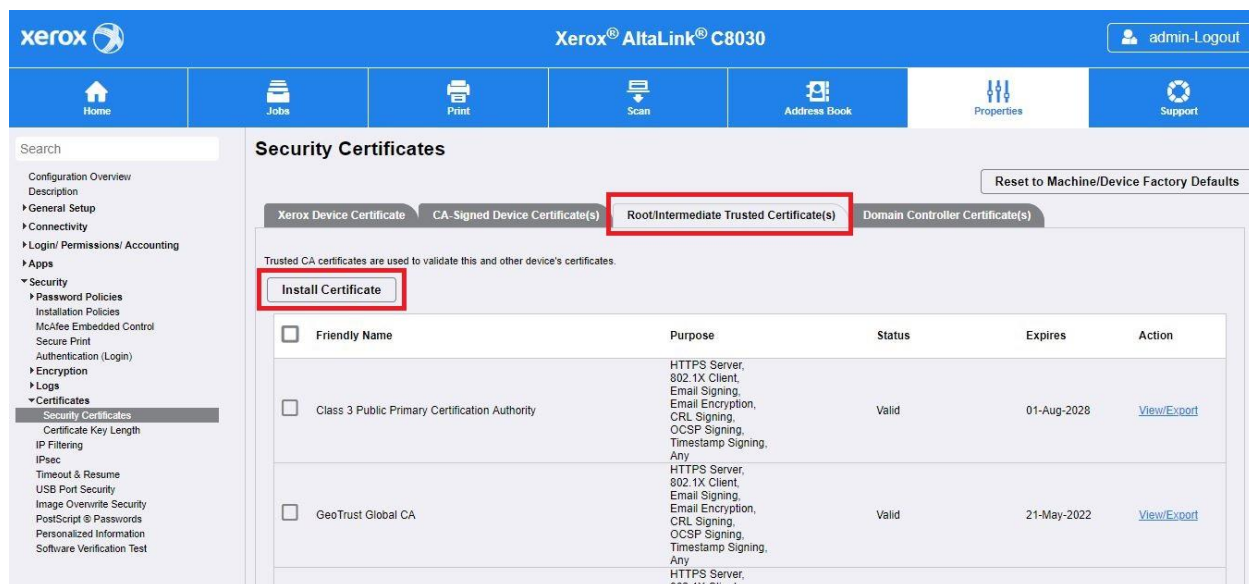 xerox
Xerox® AltaLink® C8030
admin-Logout
Home
Jobs
Print
Scan
Address Book
Properties
Support
Search
Configuration Overview
Description
General Setup
Connectivity
Login/ Permissions/ Accounting
Apps
Security
Password Policies
Installation Policies
McAfee Embedded Control
Secure Print
Authentication (Login)
Encryption
Logs
Certificates
Security Certificates
Certificate Key Length
IP Filtering
IPsec
Timeout & Resume
USB Port Security
Image Overwrite Security
PostScript ® Passwords
Personalized Information
Software Verification Test
Security Certificates
Reset to Machine/Device Factory Defaults
Xerox Device Certificate
CA-Signed Device Certificate(s)
Root/Intermediate Trusted Certificate(s)
Domain Controller Certificate(s)
Trusted CA certificates are used to validate this and other device's certificates.
Install Certificate
Friendly Name
Purpose
Status
Expires
Action
Class 3 Public Primary Certification Authority
HTTPS Server,
802.1X Client,
Email Signing,
Email Encryption,
CRL Signing,
OCSP Signing,
Timestamp Signing,
Any
Valid
01-Aug-2028
View/Export
GeoTrust Global CA
HTTPS Server,
802.1X Client,
Email Signing,
Email Encryption,
CRL Signing,
OCSP Signing,
Timestamp Signing,
Any
Valid
21-May-2022
View/Export
HTTPS Server,